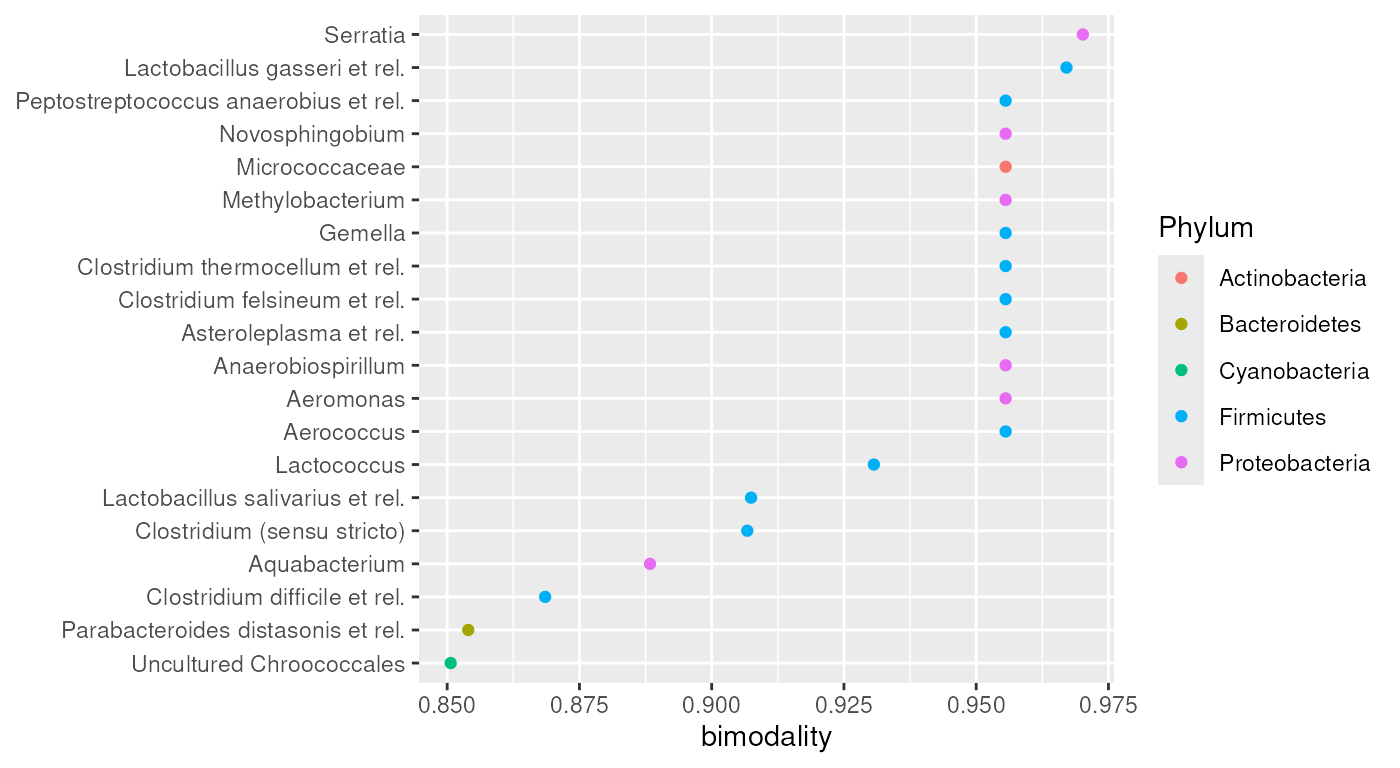 Serratia
Lactobacillus gasseri et rel.
Peptostreptococcus anaerobius et rel.
Novosphingobium
Micrococcaceae
Methylobacterium
Gemella
Clostridium thermocellum et rel.
Clostridium felsineum et rel.
Asteroleplasma et rel.
Anaerobiospirillum
Aeromonas
Aerococcus
Lactococcus
Lactobacillus salivarius et rel.
Clostridium (sensu stricto)
Aquabacterium
Clostridium difficile et rel.
Parabacteroides distasonis et rel.
Uncultured Chroococcales
0.850 0.875 0.900 0.925 0.950 0.975
bimodality
Phylum
Actinobacteria
Bacteroidetes
Cyanobacteria
Firmicutes
Proteobacteria